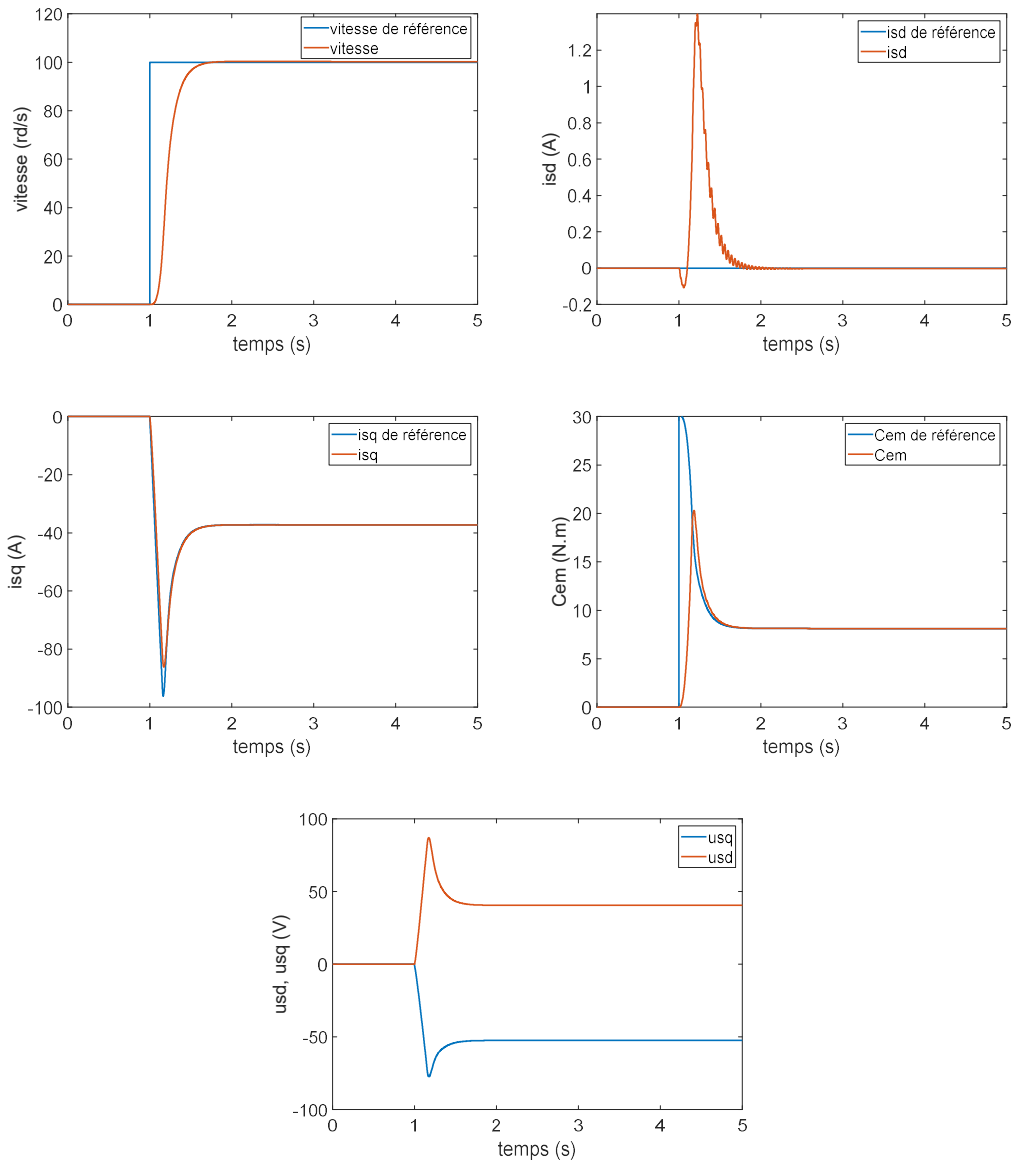 120
100
80
60
40
20
0
vitesse (rd/s)
vitesse de référence
vitesse
0 1 2 3 4 5
temps (s)
1.4
1.2
1
0.8
0.6
0.4
0.2
0
-0.2
isd (A)
isd de référence
isd
0 1 2 3 4 5
temps (s)
0
-20
-40
-60
-80
-100
isq (A)
isq de référence
isq
0 1 2 3 4 5
temps (s)
30
25
20
15
10
5
0
Cem (N.m)
Cem de référence
Cem
0 1 2 3 4 5
temps (s)
100
50
0
-50
-100
usd, usq (V)
usq
usd
0 1 2 3 4 5
temps (s)